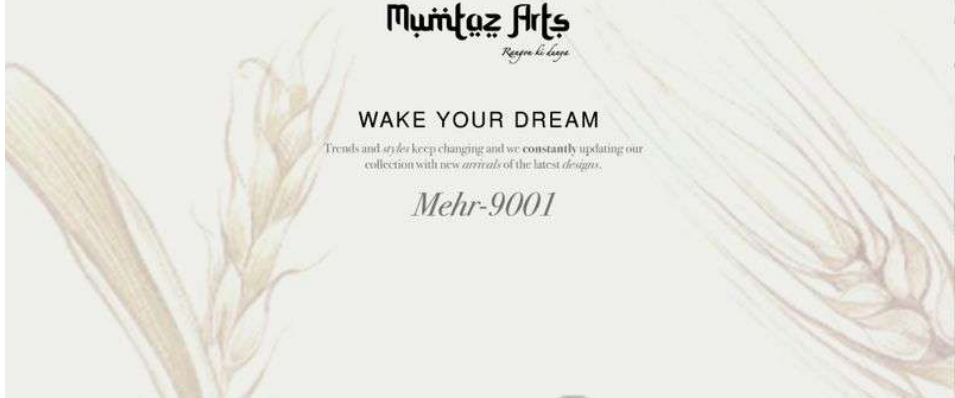 Mumtaz Arts
Rangon ki dunya
WAKE YOUR DREAM
Trends and styles keep changing and we constantly updating our
collection with new arrivals of the latest designs.
Mehr-9001